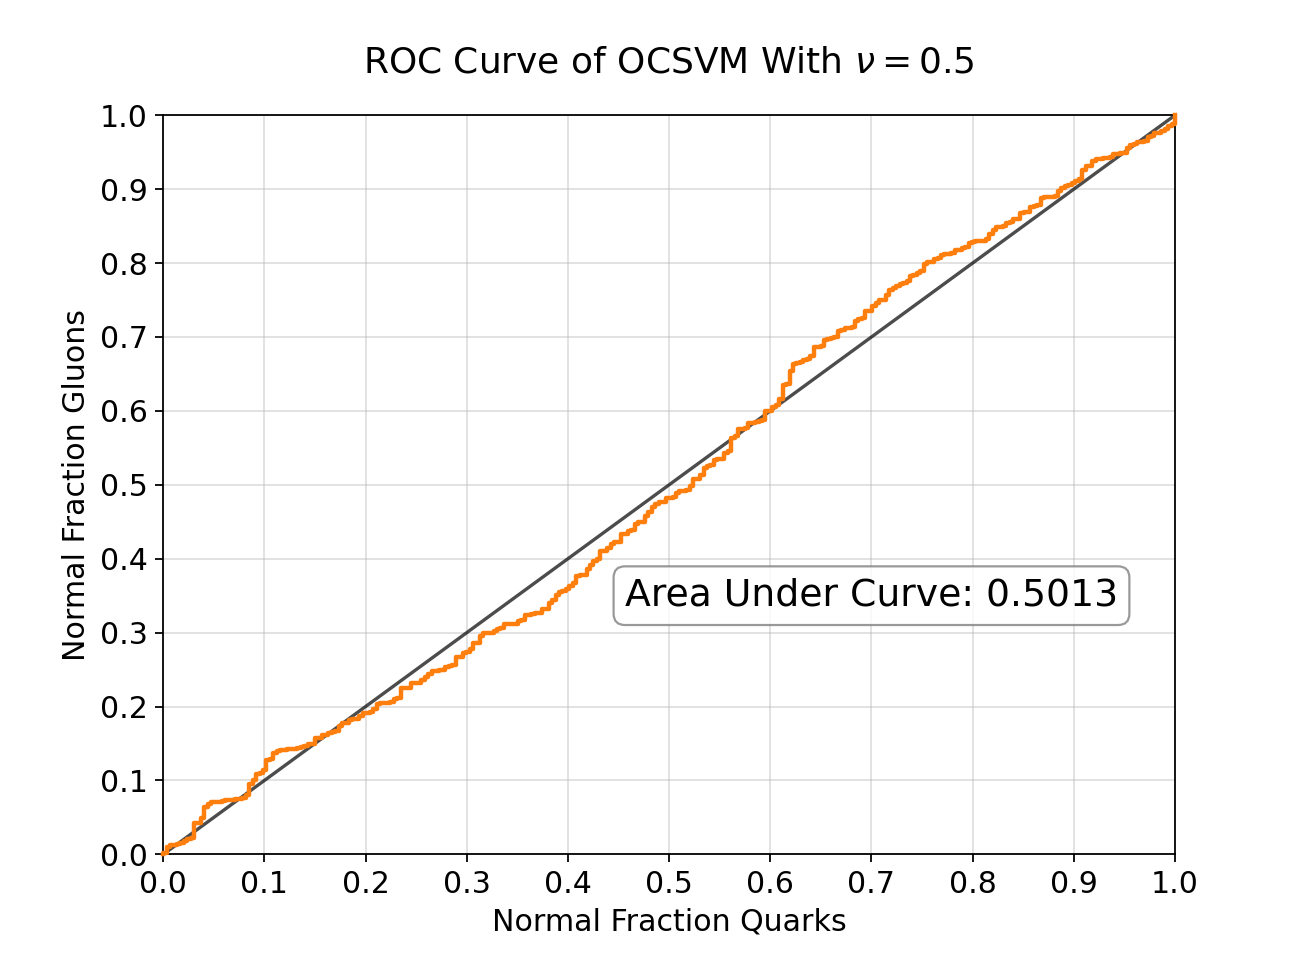 ROC Curve of OCSVM With ν = 0.5
1.0
0.9
0.8
0.7
0.6
0.5
0.4
0.3
0.2
0.1
0.0
Normal Fraction Gluons
Area Under Curve: 0.5013
0.0 0.1 0.2 0.3 0.4 0.5 0.6 0.7 0.8 0.9 1.0
Normal Fraction Quarks